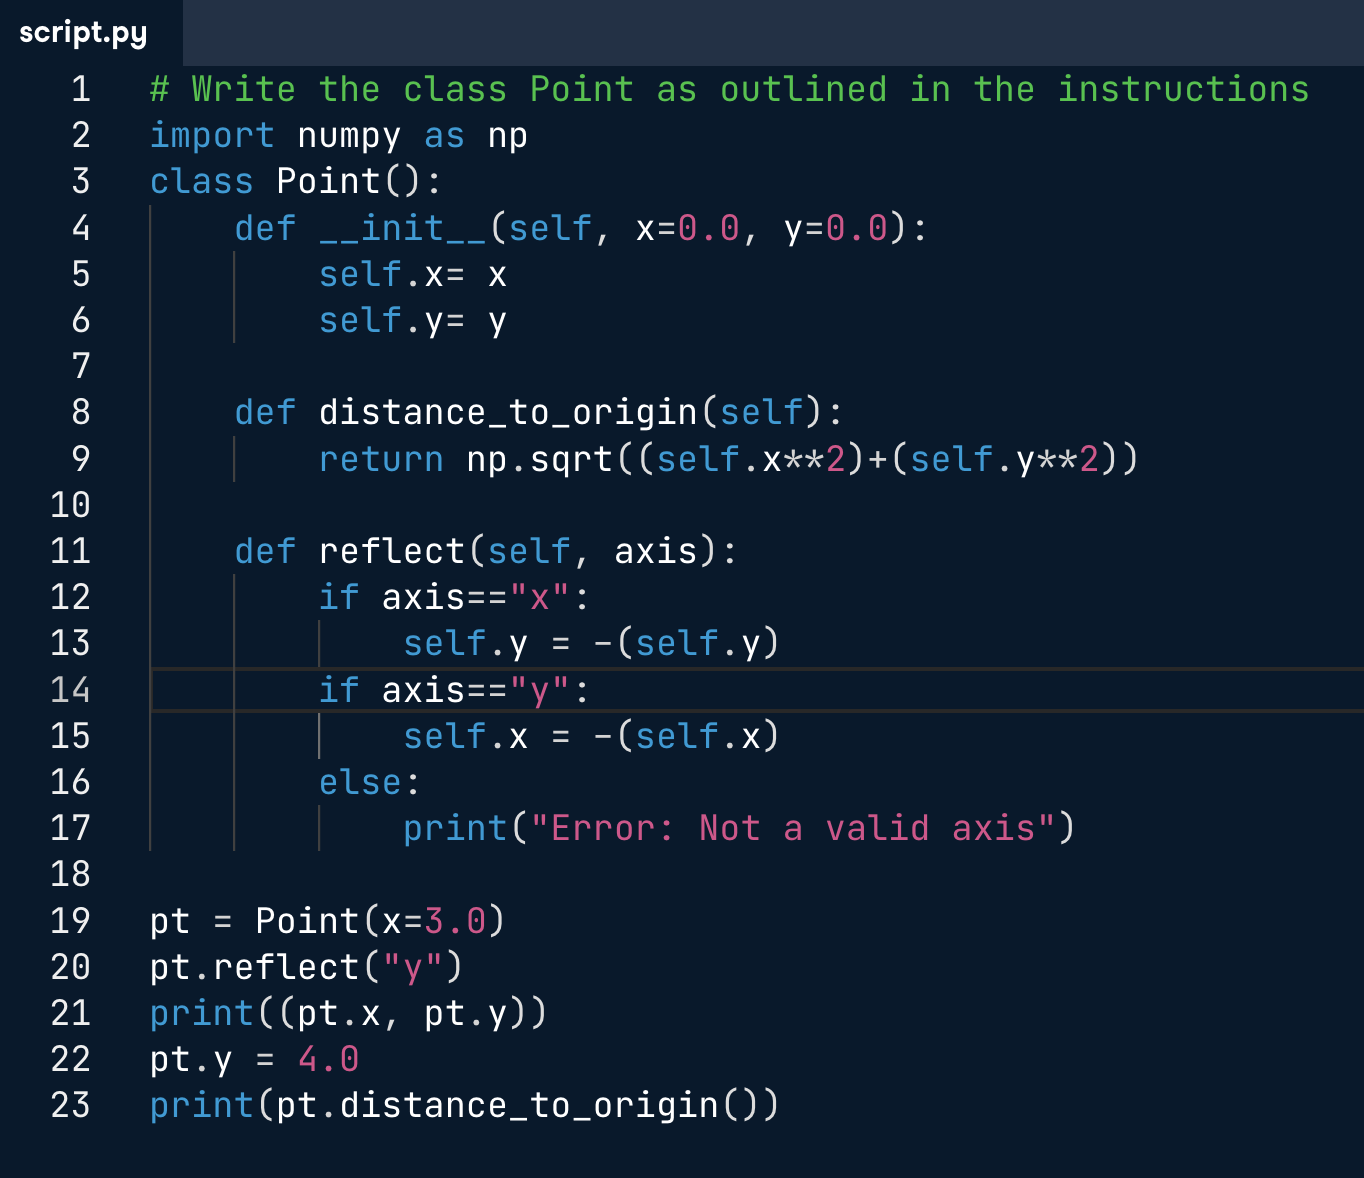 script.py
1 # Write the class Point as outlined in the instructions
2 import numpy as np
3 class Point():
4     def __init__(self, x=0.0, y=0.0):
5         self.x= x
6         self.y= y
7
8     def distance_to_origin(self):
9         return np.sqrt((self.x**2)+(self.y**2))
10
11     def reflect(self, axis):
12         if axis=="x":
13             self.y = -(self.y)
14         if axis=="y":
15             self.x = -(self.x)
16         else:
17             print("Error: Not a valid axis")
18
19 pt = Point(x=3.0)
20 pt.reflect("y")
21 print((pt.x, pt.y))
22 pt.y = 4.0
23 print(pt.distance_to_origin())